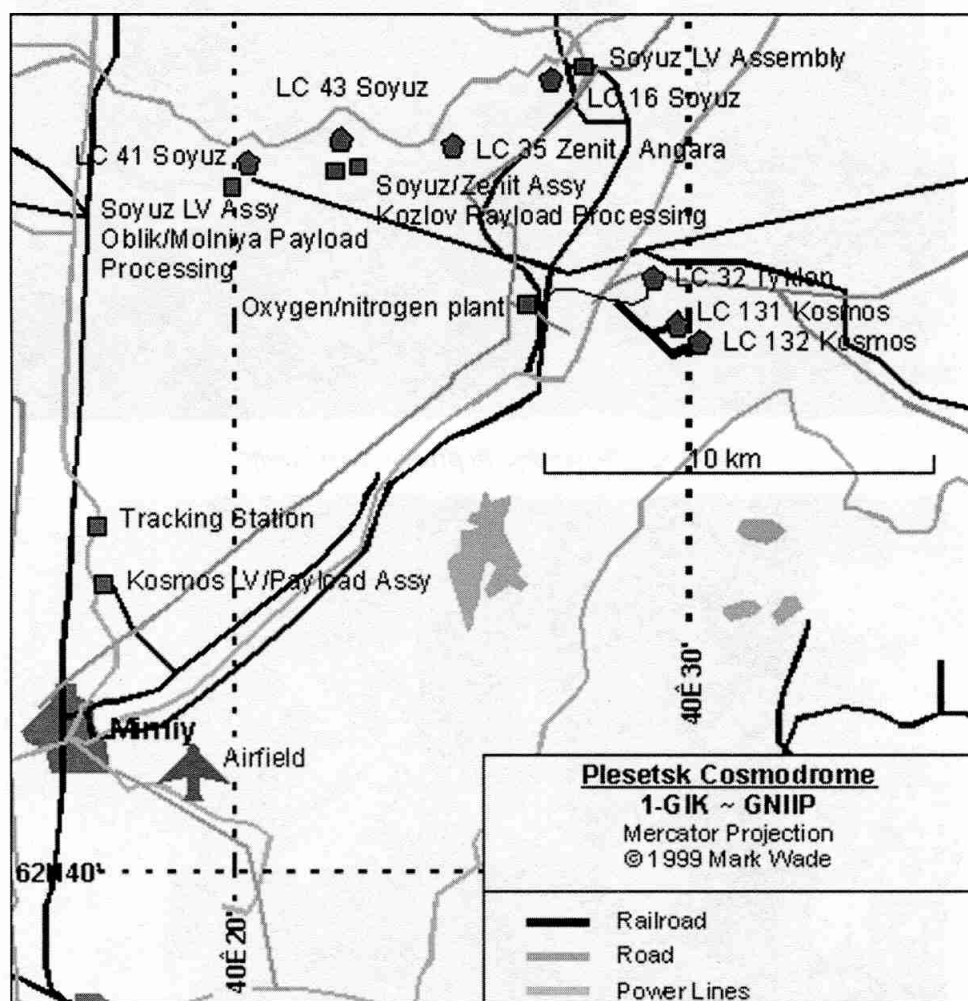 Soyuz LV Assembly
LC 43 Soyuz
LC 16 Soyuz
LC 41 Soyuz
LC 35 Zenit / Angara
Soyuz/Zenit Assy
Kozlov Payload Processing
Soyuz LV Assy
Oblik/Molniya Payload
Processing
LC 32 Tyklon
Oxygen/nitrogen plant
LC 131 Kosmos
LC 132 Kosmos
10 km
Tracking Station
Kosmos LV/Payload Assy
40Ê 30'
Mirniy
Airfield
Plesetsk Cosmodrome
1-GIK ~ GNIIP
Mercator Projection
© 1999 Mark Wade
62N 40'
40Ê 20'
Railroad
Road
Power Lines